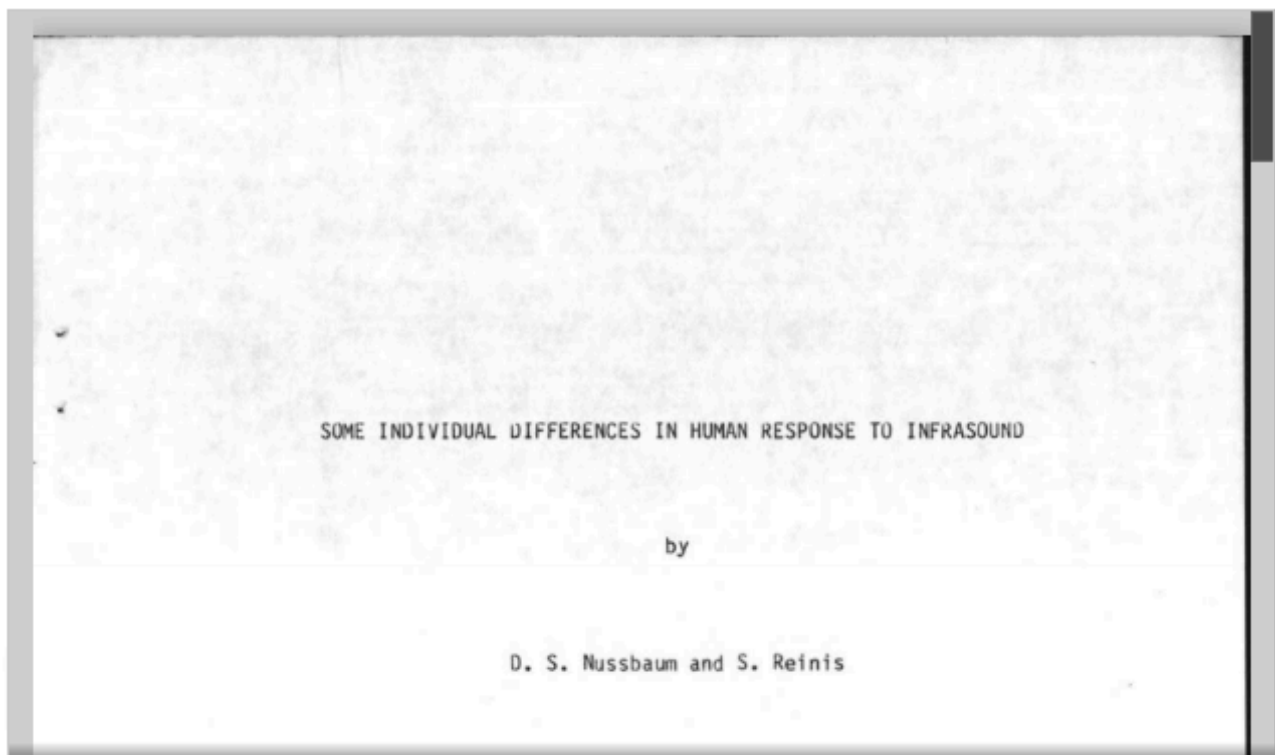 SOME INDIVIDUAL DIFFERENCES IN HUMAN RESPONSE TO INFRASOUND
by
D. S. Nussbaum and S. Reinis